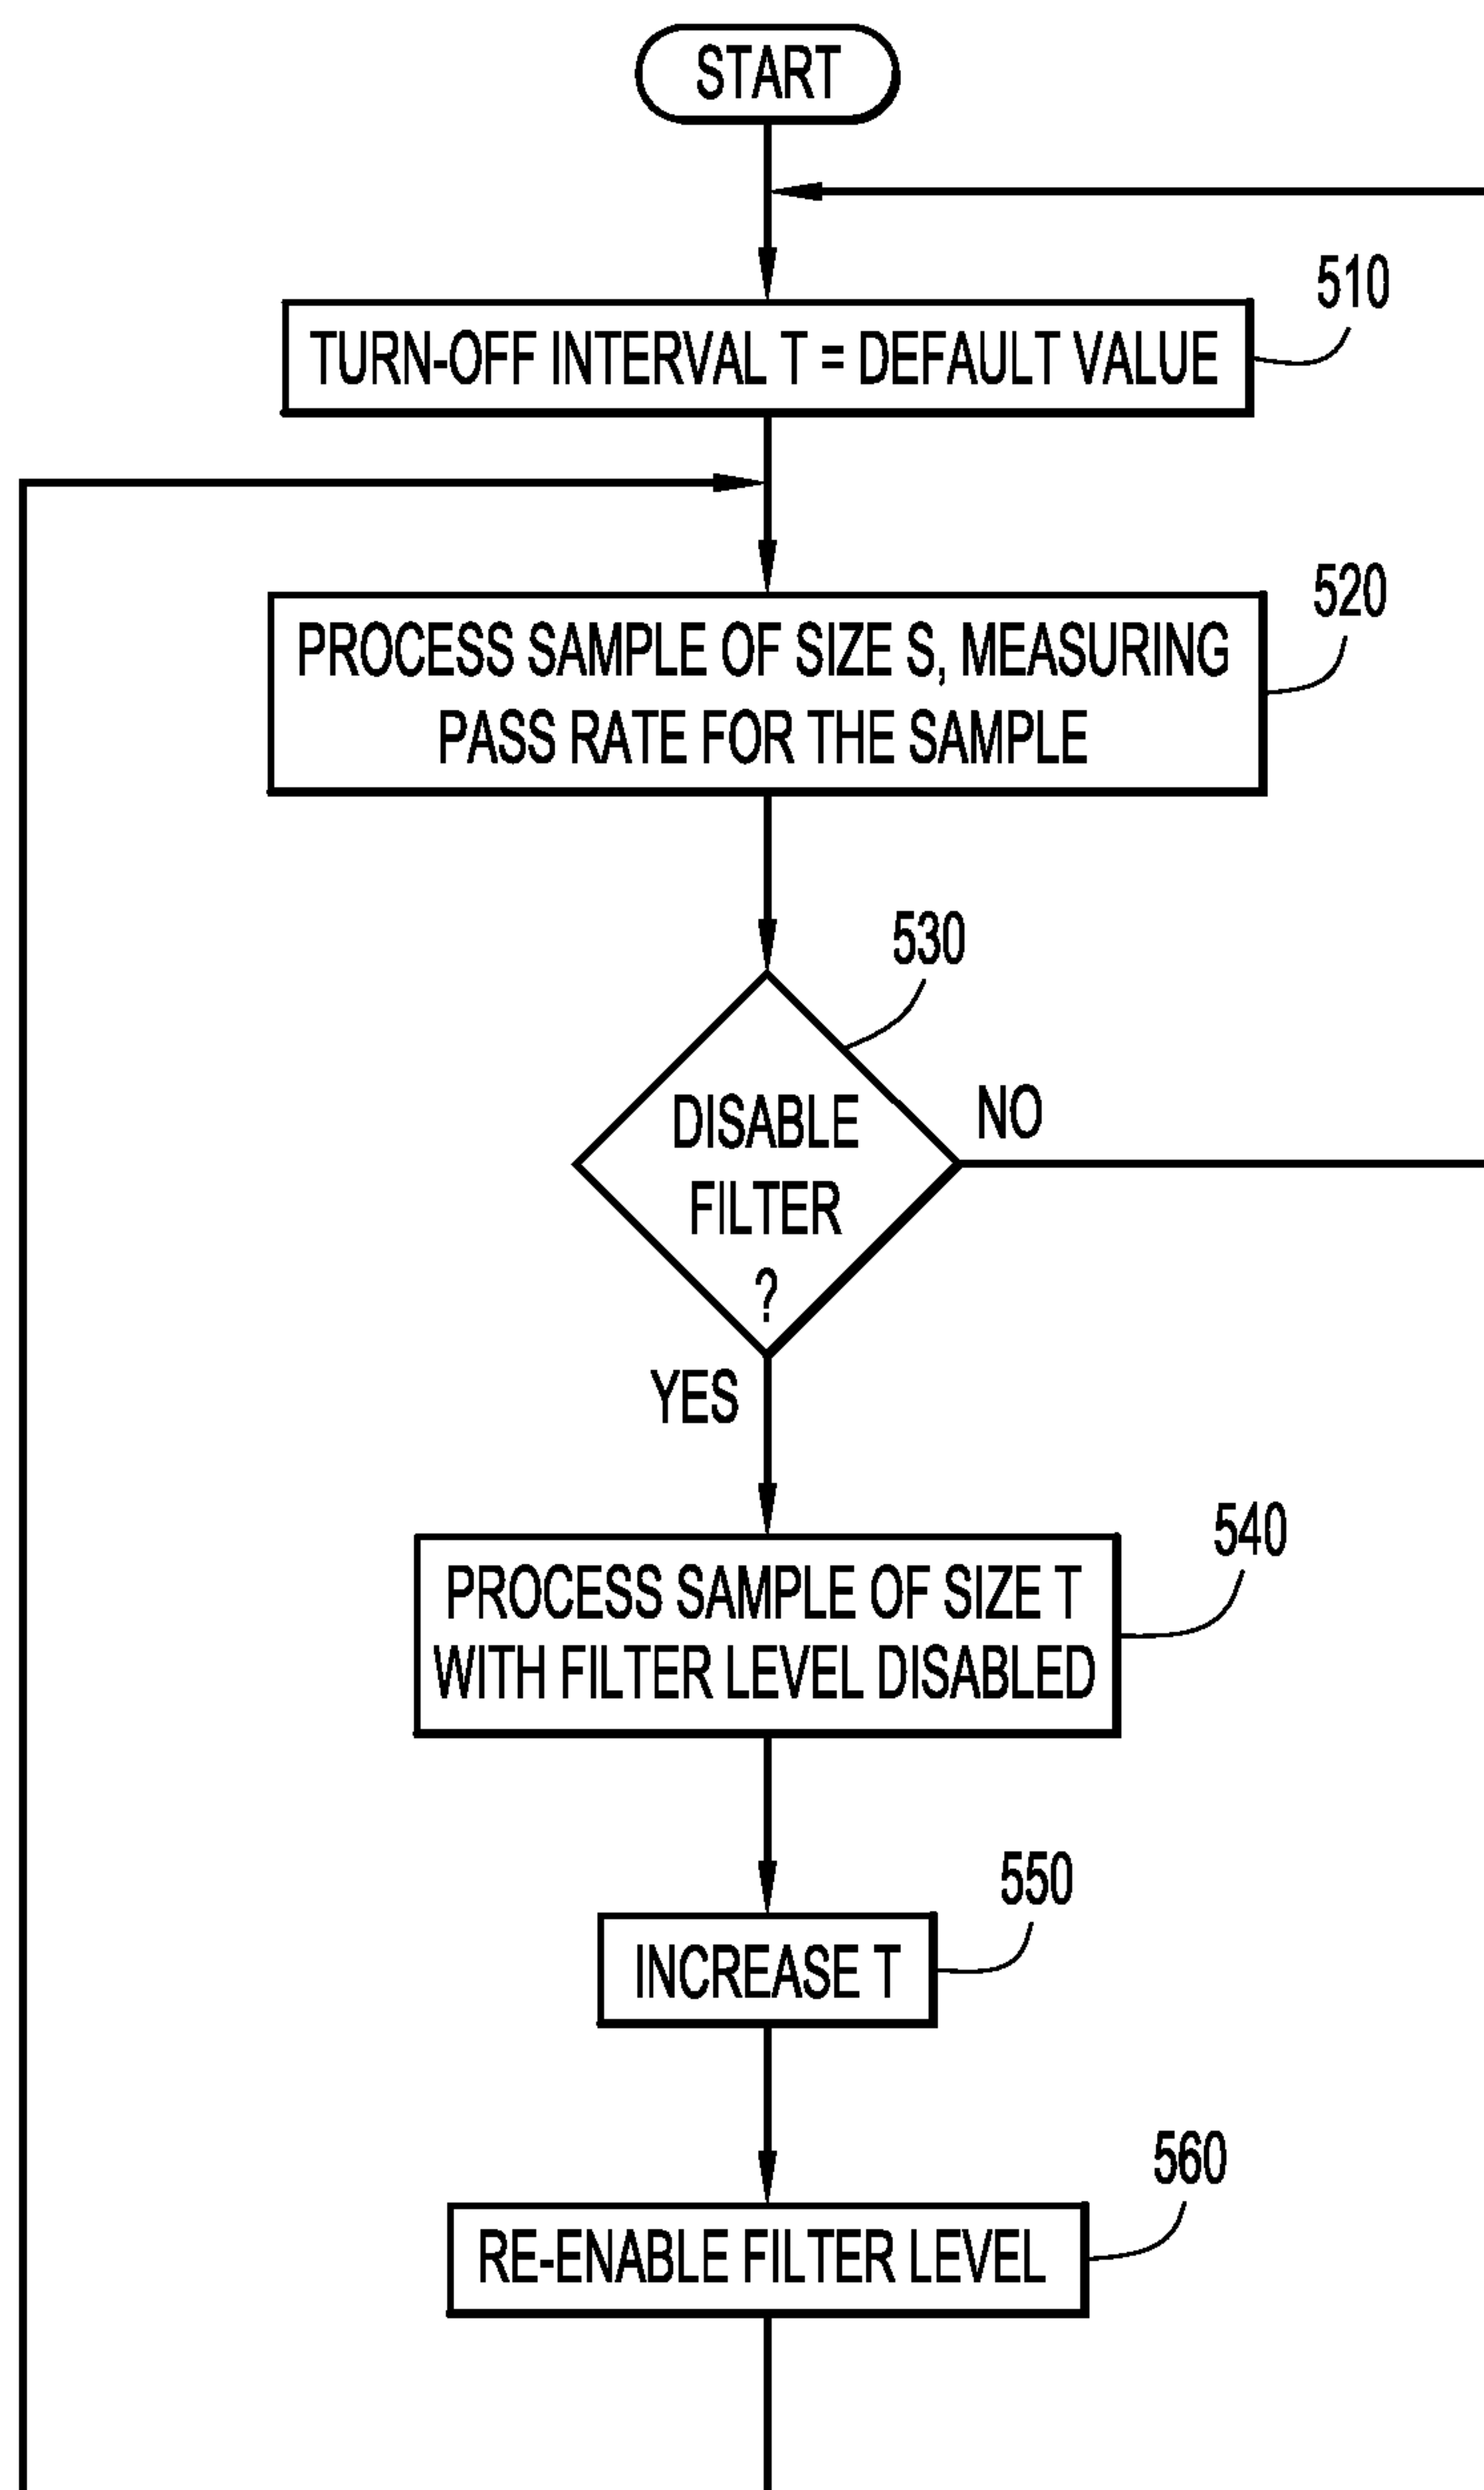 START
510
TURN-OFF INTERVAL T = DEFAULT VALUE
520
PROCESS SAMPLE OF SIZE S, MEASURING
PASS RATE FOR THE SAMPLE
530
DISABLE
FILTER
?
NO
YES
540
PROCESS SAMPLE OF SIZE T
WITH FILTER LEVEL DISABLED
550
INCREASE T
560
RE-ENABLE FILTER LEVEL